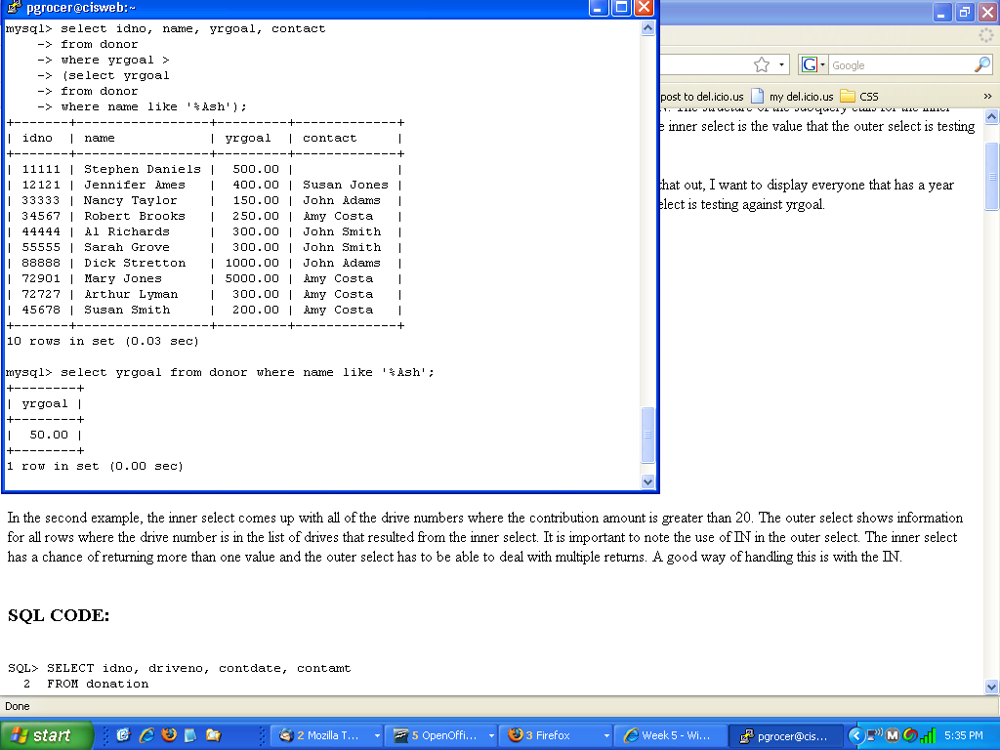 pgrocer@cisweb:~
mysql> select idno, name, yrgoal, contact
-> from donor
-> where yrgoal >
-> (select yrgoal
-> from donor
-> where name like '%Ash');
+-------+------------------+---------+-------------+
| idno | name | yrgoal | contact |
+-------+------------------+---------+-------------+
| 11111 | Stephen Daniels | 500.00 | |
| 12121 | Jennifer Ames | 400.00 | Susan Jones |
| 33333 | Nancy Taylor | 150.00 | John Adams |
| 34567 | Robert Brooks | 250.00 | Amy Costa |
| 44444 | Al Richards | 300.00 | John Smith |
| 55555 | Sarah Grove | 300.00 | John Smith |
| 88888 | Dick Stretton | 1000.00 | John Adams |
| 72901 | Mary Jones | 5000.00 | Amy Costa |
| 72727 | Arthur Lyman | 300.00 | Amy Costa |
| 45678 | Susan Smith | 200.00 | Amy Costa |
+-------+------------------+---------+-------------+
10 rows in set (0.03 sec)
mysql> select yrgoal from donor where name like '%Ash';
+--------+
| yrgoal |
+--------+
| 50.00 |
+--------+
1 row in set (0.00 sec)
G Google
post to del.icio.us my del.icio.us CSS »
N. The structure of the subquery calls for the inner
e inner select is the value that the outer select is testing
that out, I want to display everyone that has a year
elect is testing against yrgoal.
In the second example, the inner select comes up with all of the drive numbers where the contribution amount is greater than 20. The outer select shows information
for all rows where the drive number is in the list of drives that resulted from the inner select. It is important to note the use of IN in the outer select. The inner select
has a chance of returning more than one value and the outer select has to be able to deal with multiple returns. A good way of handling this is with the IN.
SQL CODE:
SQL> SELECT idno, driveno, contdate, contamt
2 FROM donation
Done
start
2 Mozilla T...
5 OpenOffi...
3 Firefox
Week 5 - Wi...
pgrocer@cis...
M
5:35 PM